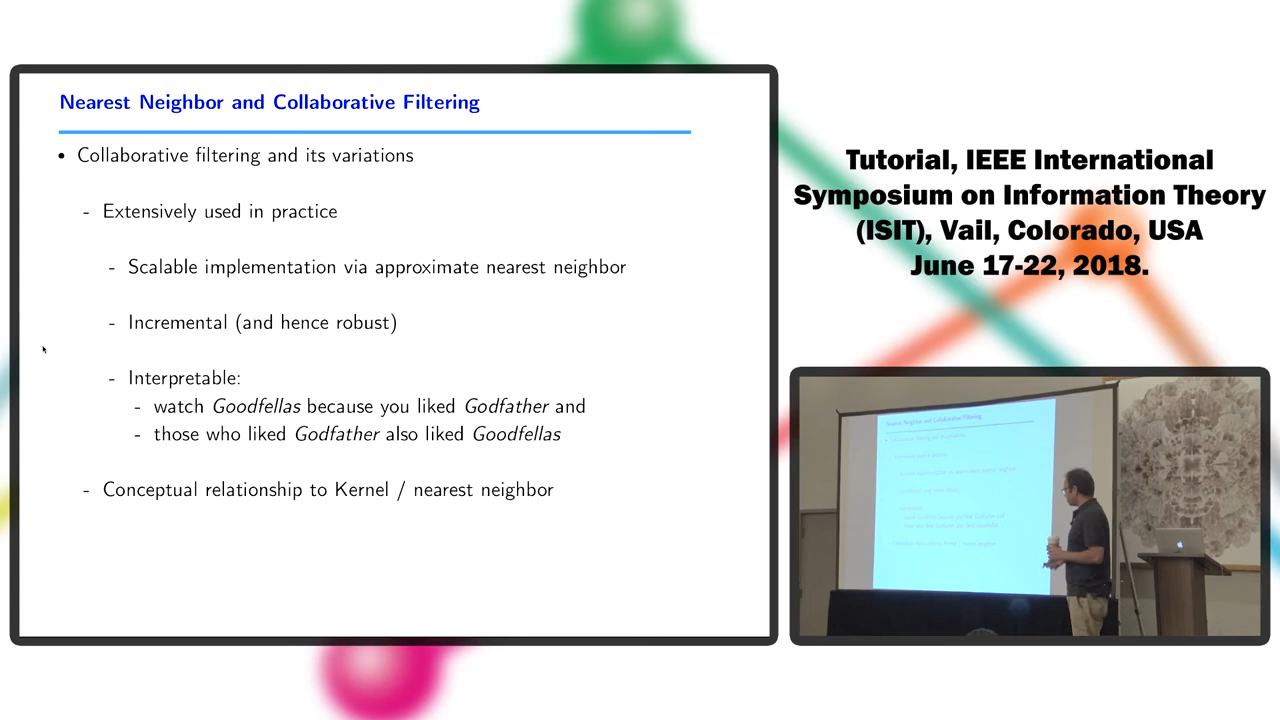 Nearest Neighbor and Collaborative Filtering
• Collaborative filtering and its variations
- Extensively used in practice
- Scalable implementation via approximate nearest neighbor
- Incremental (and hence robust)
- Interpretable:
- watch Goodfellas because you liked Godfather and
- those who liked Godfather also liked Goodfellas
- Conceptual relationship to Kernel / nearest neighbor
Tutorial, IEEE International
Symposium on Information Theory
(ISIT), Vail, Colorado, USA
June 17-22, 2018.